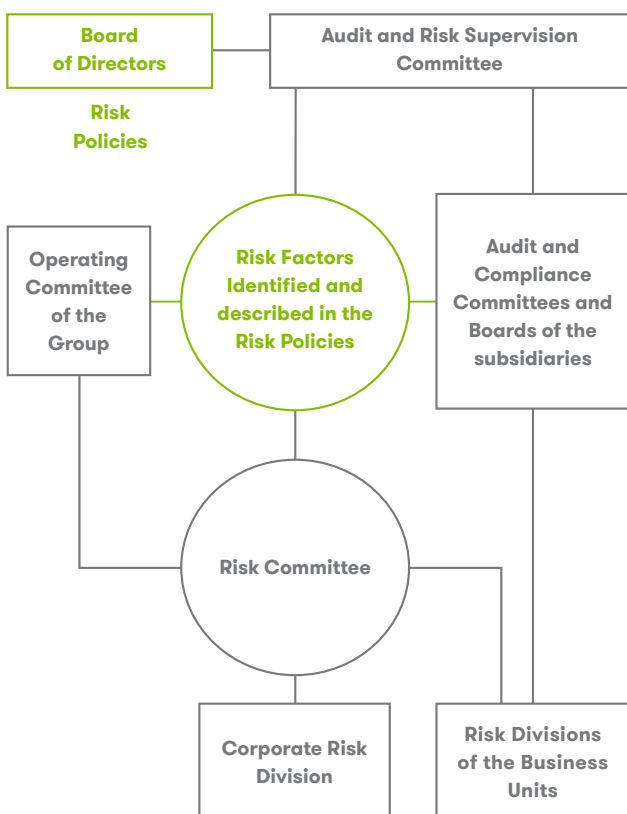 Board
of Directors
Audit and Risk Supervision
Committee
Risk
Policies
Operating
Committee
of the
Group
Risk Factors
Identified and
described in the
Risk Policies
Audit and
Compliance
Committees and
Boards of the
subsidiaries
Risk Committee
Corporate Risk
Division
Risk Divisions
of the Business
Units